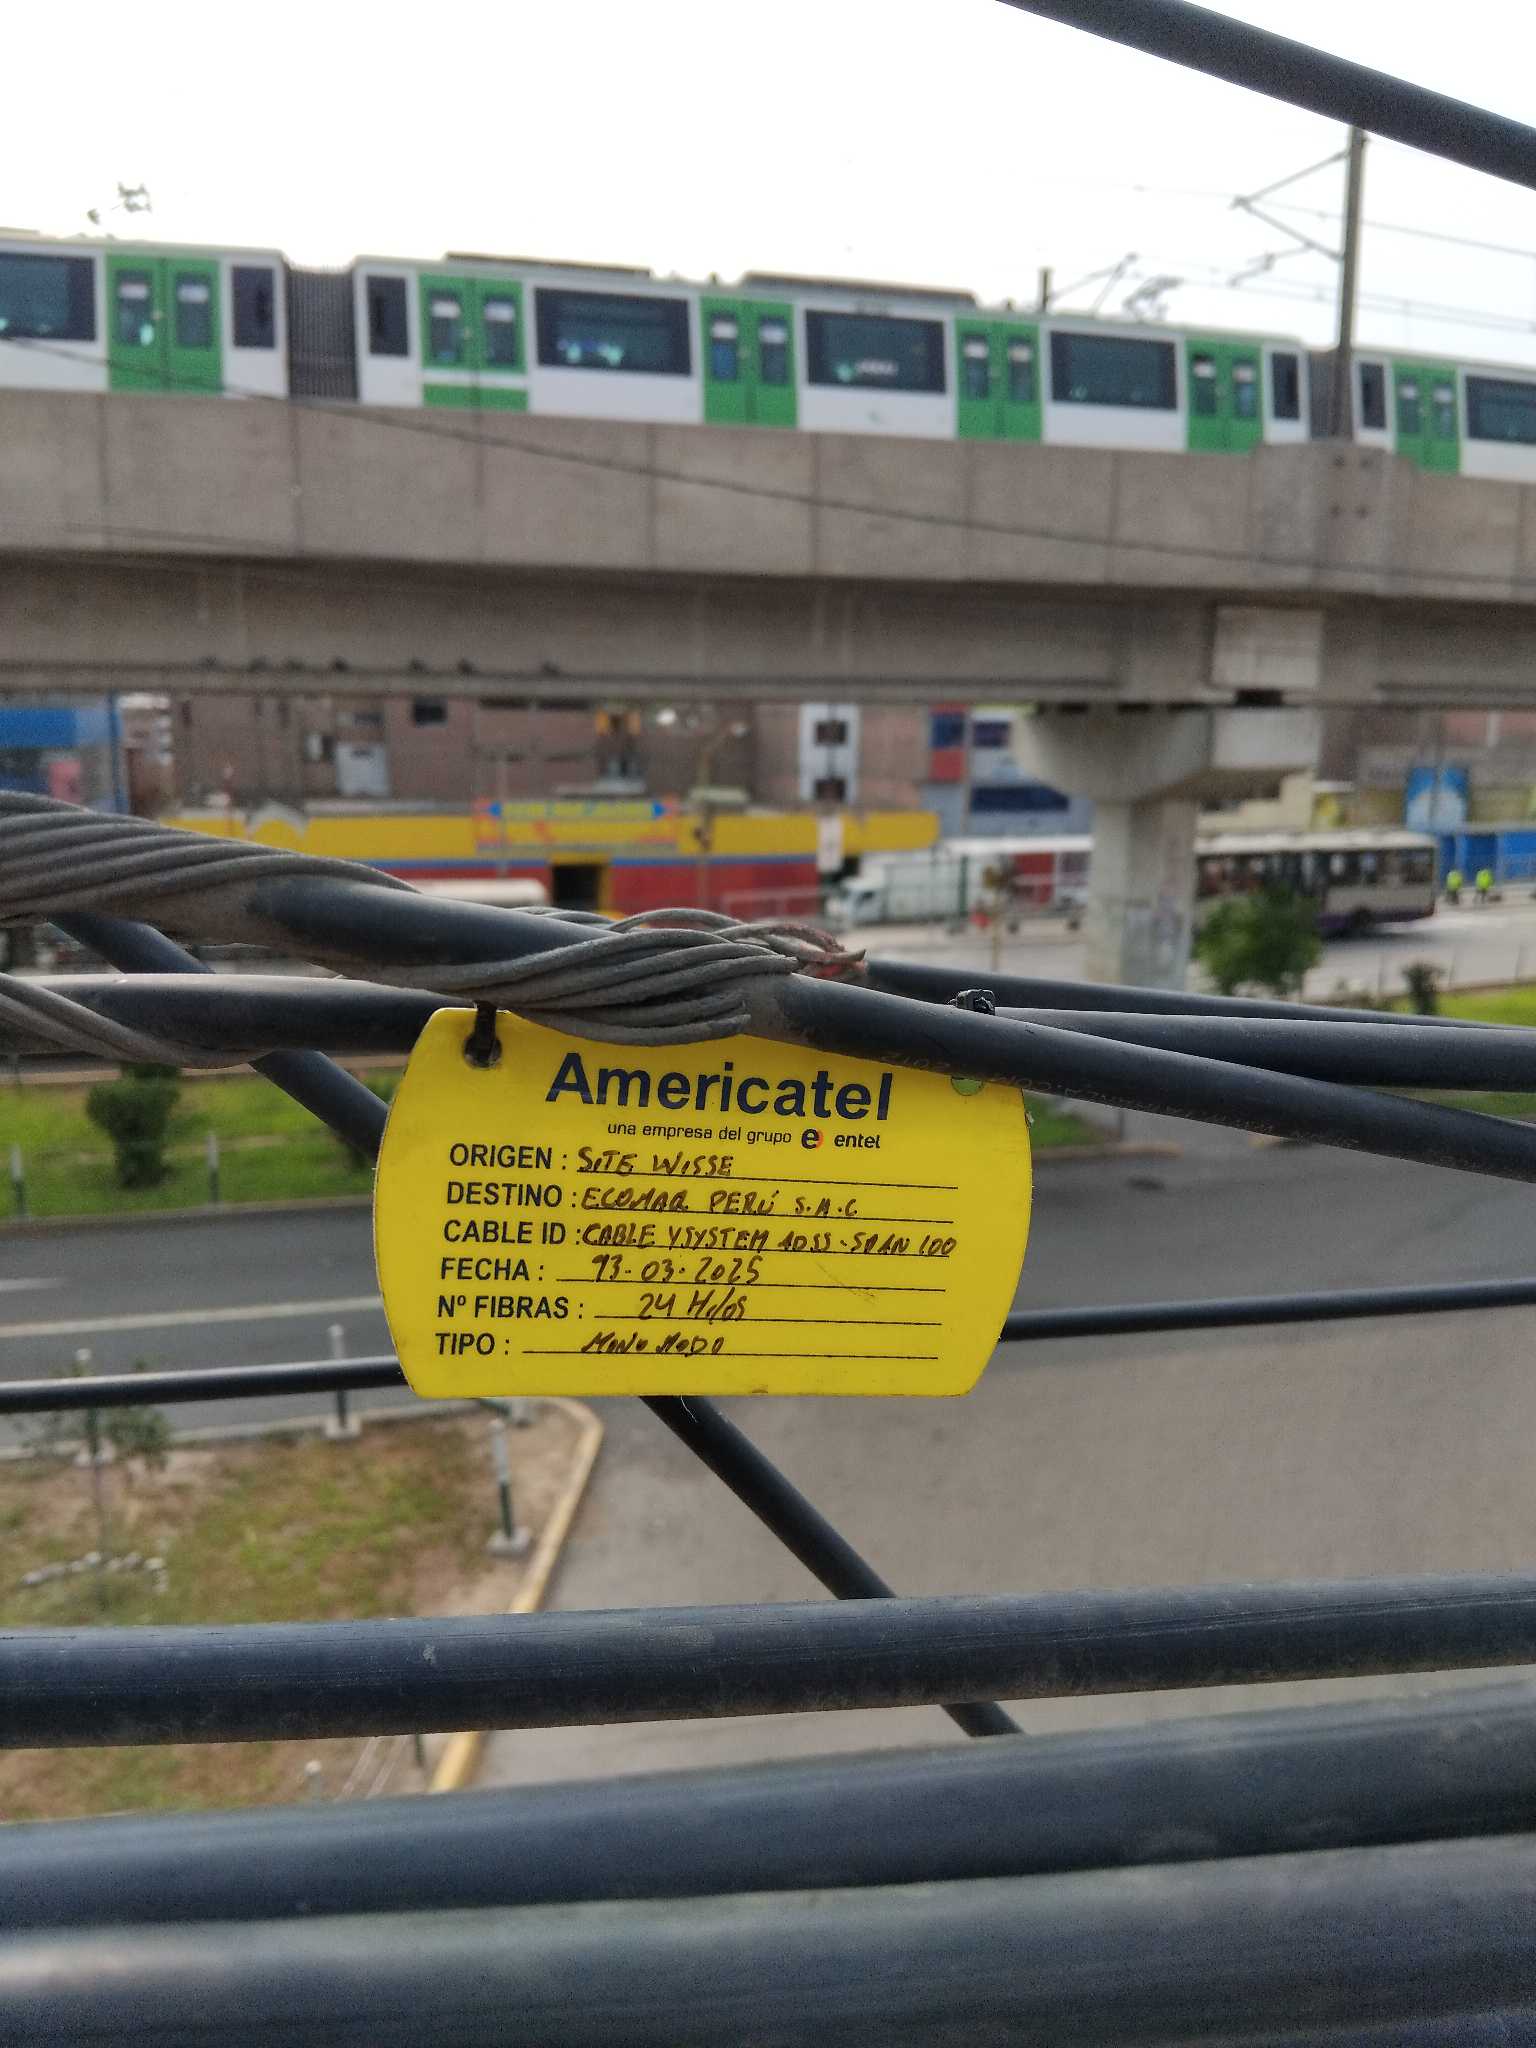 Americatel
una empresa del grupo e entel
ORIGEN : SITE WISSE
DESTINO : ECOMAR PERÚ S.A.C
CABLE ID : CABLE YSYSTEM ADSS-SPAN 100
FECHA : 93-03-2025
Nº FIBRAS : 24 Hilos
TIPO : MONO MODO